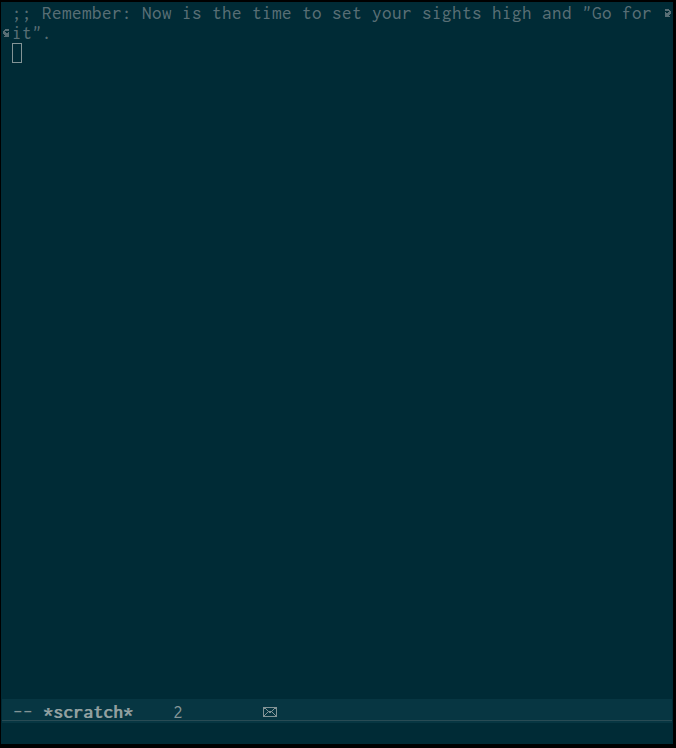 ;; Remember: Now is the time to set your sights high and "Go for
it".
-- *scratch* 2